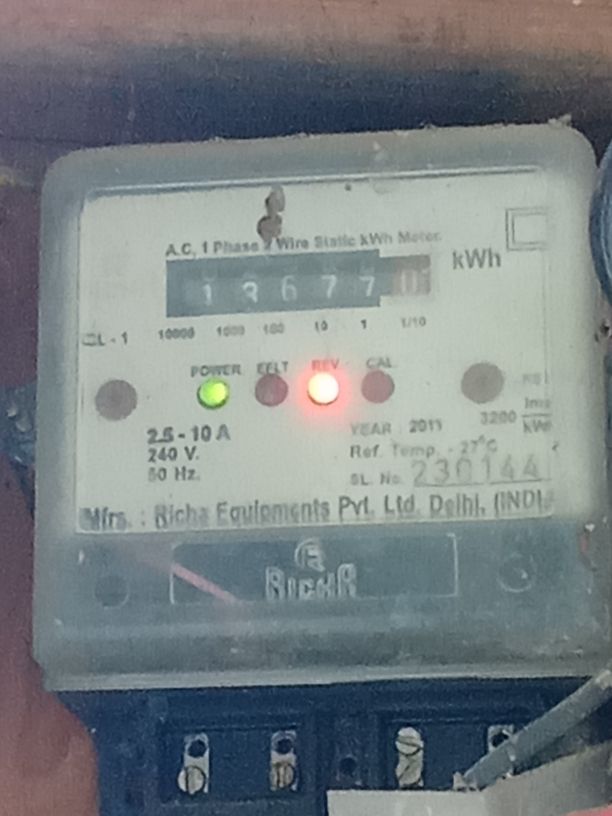 A.C, 1 Phase 2 Wire Static kWh Meter.
1 3 6 7 7 0 kWh
CL - 1 10000 1000 100 10 1 1/10
POWER EFLT REV CAL
2.5 - 10 A YEAR : 2011 3200 imp/kWh
240 V. Ref. Temp. - 27°C
50 Hz. SL. No. 230144
Mfrs. : Richa Equipments Pvt. Ltd. Delhi, (INDI
RICHA